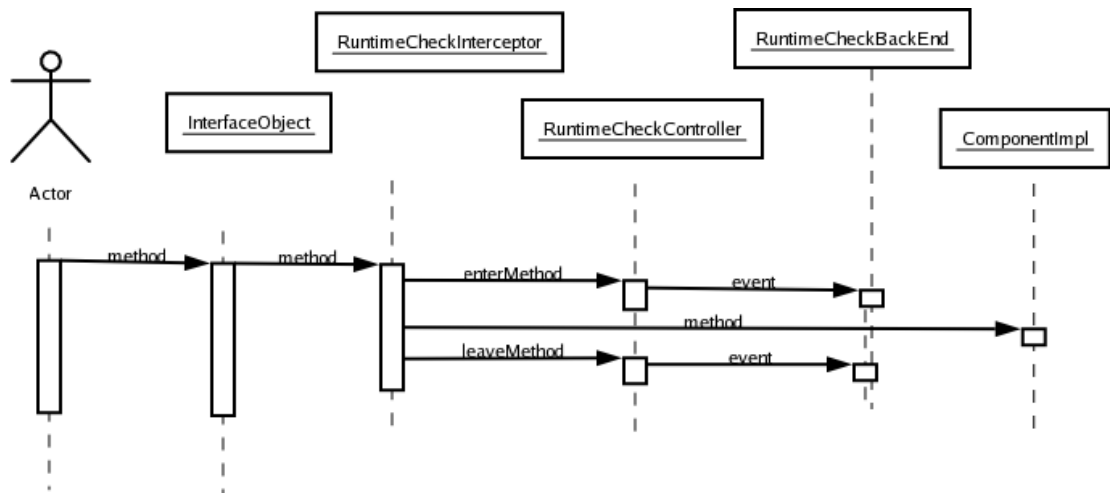 RuntimeCheckInterceptor
RuntimeCheckBackEnd
InterfaceObject
RuntimeCheckController
ComponentImpl
Actor
method
method
enterMethod
event
method
leaveMethod
event